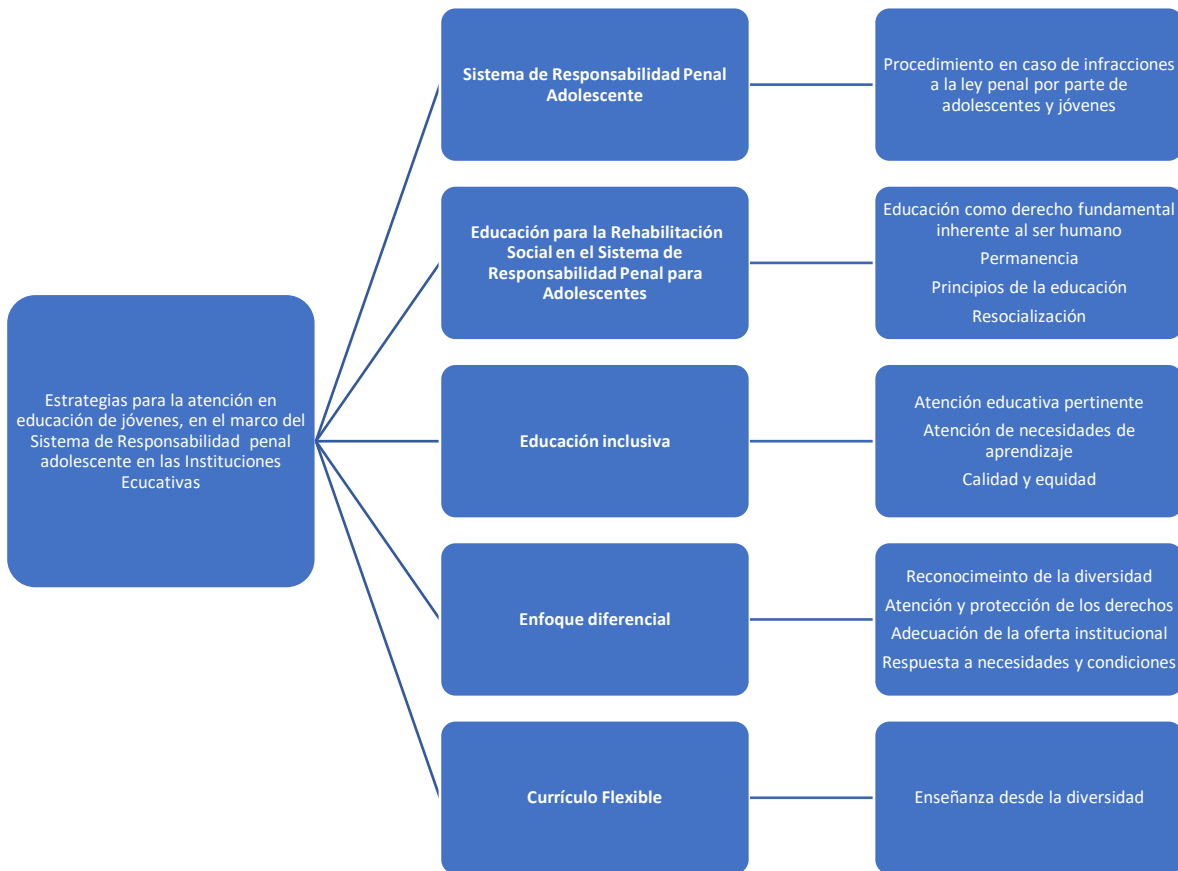 Estrategias para la atención en
educación de jóvenes, en el marco del
Sistema de Responsabilidad penal
adolescente en las Instituciones
Ecucativas
Sistema de Responsabilidad Penal
Adolescente
Procedimiento en caso de infracciones
a la ley penal por parte de
adolescentes y jóvenes
Educación para la Rehabilitación
Social en el Sistema de
Responsabilidad Penal para
Adolescentes
Educación como derecho fundamental
inherente al ser humano
Permanencia
Principios de la educación
Resocialización
Educación inclusiva
Atención educativa pertinente
Atención de necesidades de
aprendizaje
Calidad y equidad
Enfoque diferencial
Reconocimeinto de la diversidad
Atención y protección de los derechos
Adecuación de la oferta institucional
Respuesta a necesidades y condiciones
Currículo Flexible
Enseñanza desde la diversidad